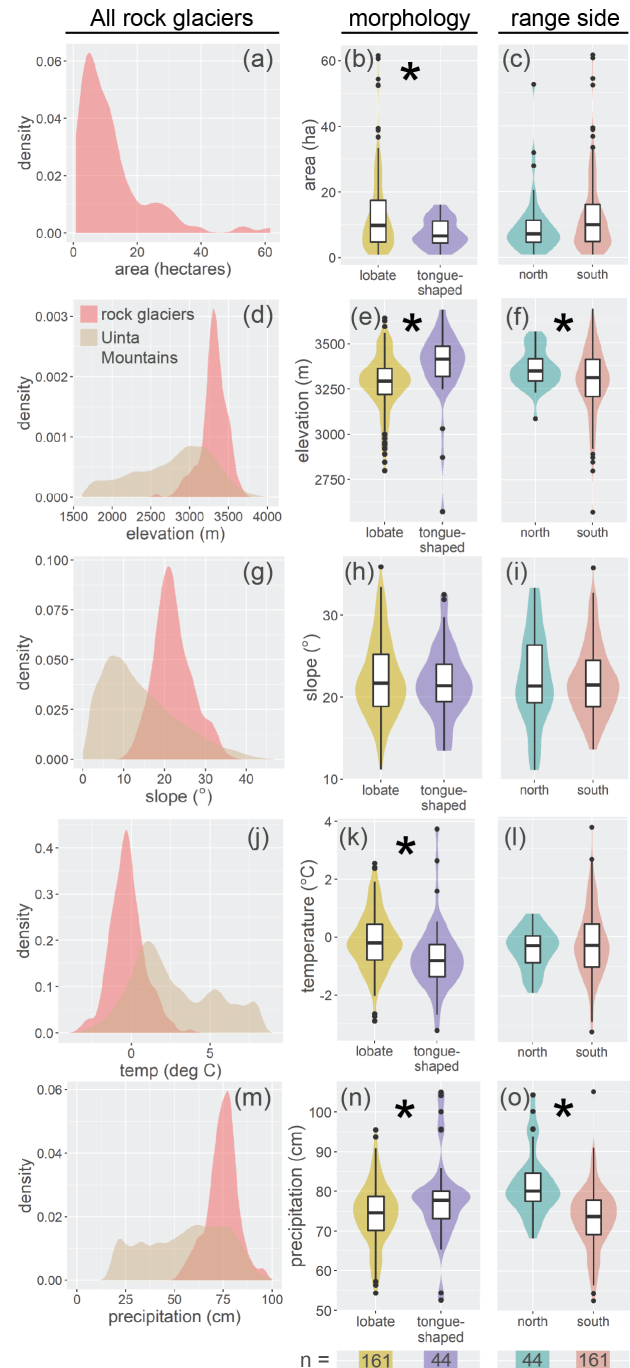 All rock glaciers morphology range side
(a)
0.06
0.04
0.02
0.00
density
0 20 40 60
area (hectares)
(b)
*
60
40
20
0
area (ha)
lobate tongue-
shaped
(c)
north south
(d)
rock glaciers
Uinta
Mountains
0.003
0.002
0.001
0.000
density
1500 2000 2500 3000 3500 4000
elevation (m)
(e)
*
3500
3250
3000
2750
elevation (m)
lobate tongue-
shaped
(f)
*
north south
(g)
0.100
0.075
0.050
0.025
0.000
density
0 10 20 30 40
slope (°)
(h)
30
20
10
slope (°)
lobate tongue-
shaped
(i)
north south
(j)
0.4
0.3
0.2
0.1
0.0
density
0 5
temp (deg C)
(k)
*
4
2
0
-2
temperature (°C)
lobate tongue-
shaped
(l)
north south
(m)
0.06
0.04
0.02
0.00
density
0 25 50 75 100
precipitation (cm)
(n)
*
100
90
80
70
60
50
precipitation (cm)
lobate tongue-
shaped
(o)
*
north south
n = 161 44 44 161